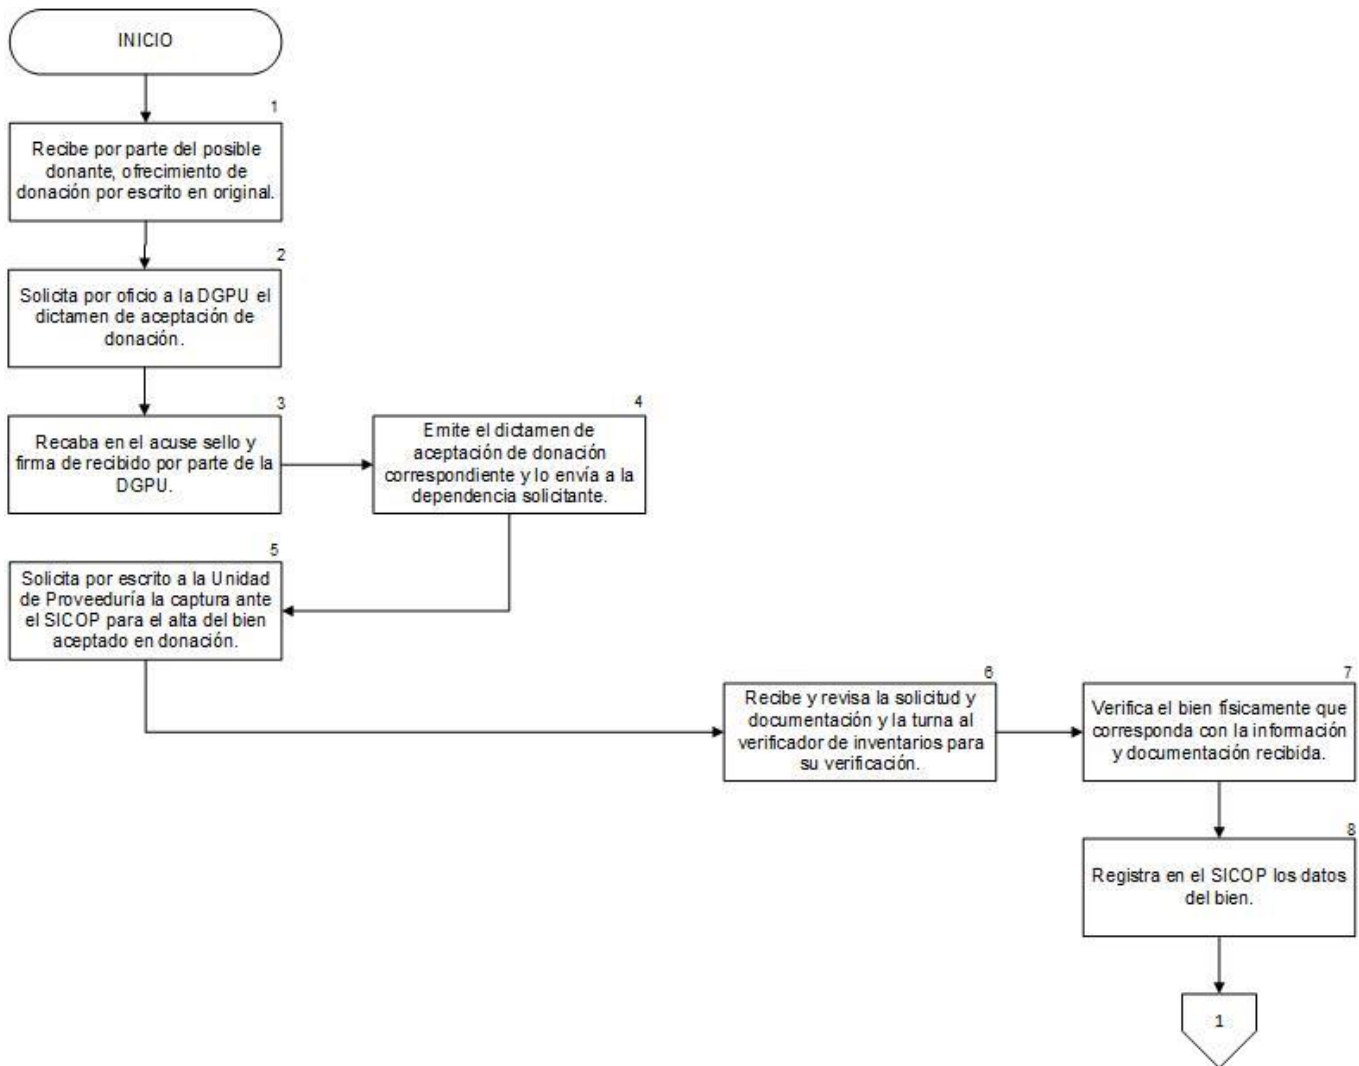 INICIO
1
Recibe por parte del posible
donante, ofrecimiento de
donación por escrito en original.
2
Solicita por oficio a la DGPU el
dictamen de aceptación de
donación.
3
Recaba en el acuse sello y
firma de recibido por parte de la
DGPU.
4
Emite el dictamen de
aceptación de donación
correspondiente y lo envía a la
dependencia solicitante.
5
Solicita por escrito a la Unidad
de Proveeduría la captura ante
el SICOP para el alta del bien
aceptado en donación.
6
Recibe y revisa la solicitud y
documentación y la turna al
verificador de inventarios para
su verificación.
7
Verifica el bien físicamente que
corresponda con la información
y documentación recibida.
8
Registra en el SICOP los datos
del bien.
1